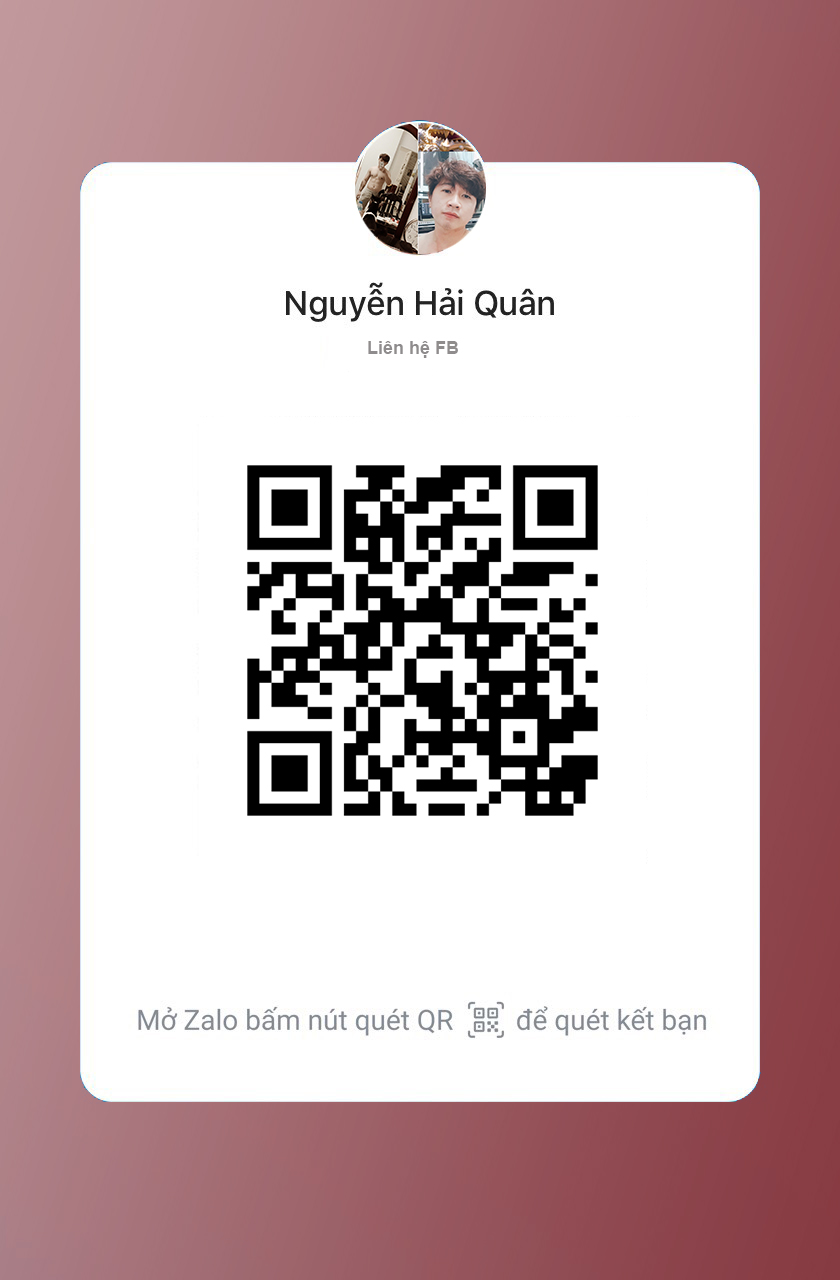 Nguyễn Hải Quân
Liên hệ FB
Mở Zalo bấm nút quét QR để quét kết bạn